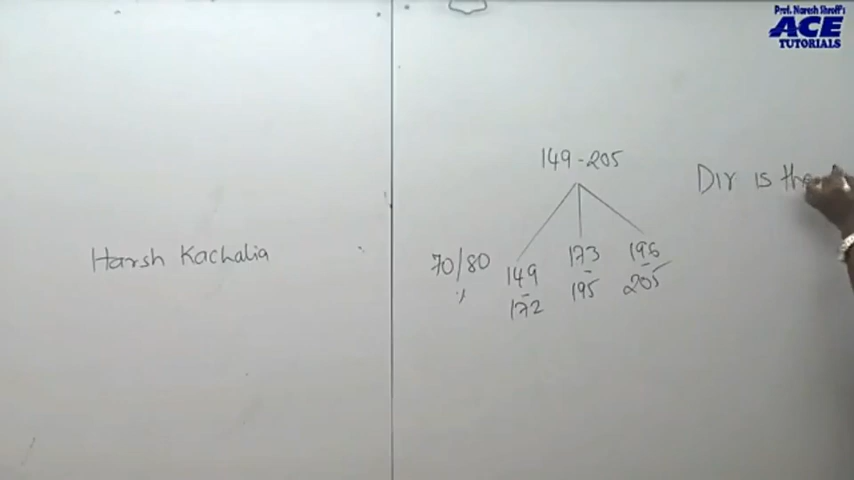 Prof. Naresh Shroff's
ACE
TUTORIALS
149-205
Dir is the
Harsh Kachalia
70/80
%
149
-
172
173
-
195
196
-
205